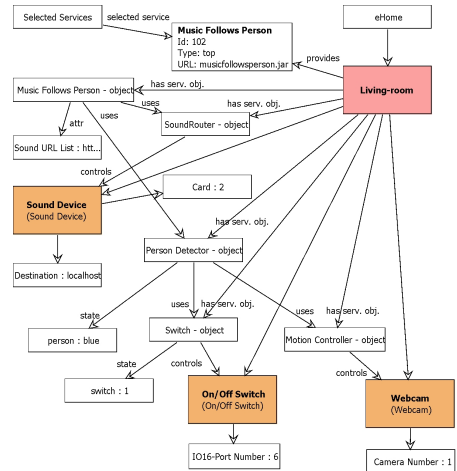 Selected Services
selected service
Music Follows Person
Id: 102
Type: top
URL: musicfollowsperson.jar
eHome
provides
Living-room
has serv. obj.
Music Follows Person - object
uses
has serv. obj.
attr
uses
SoundRouter - object
Sound URL List : htt...
controls
Card : 2
Sound Device
(Sound Device)
has serv. obj.
Person Detector - object
Destination : localhost
uses
has serv. obj.
uses
has serv. obj.
state
person : blue
Switch - object
Motion Controller - object
state
controls
controls
switch : 1
On/Off Switch
(On/Off Switch)
Webcam
(Webcam)
IO16-Port Number : 6
Camera Number : 1